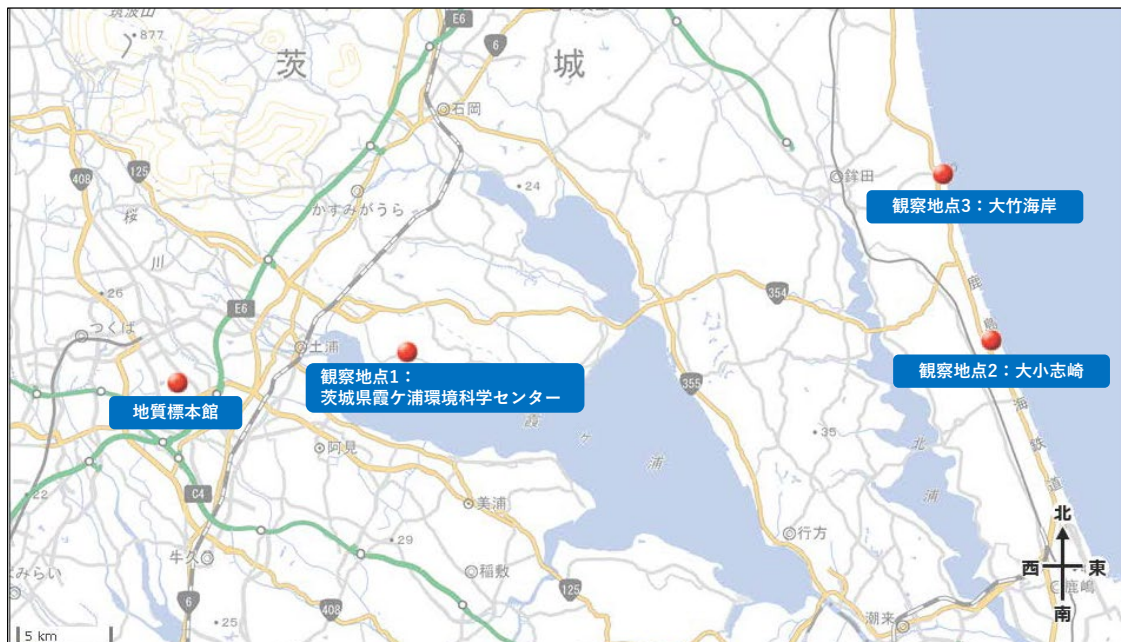 筑波山
877
E6
6
茨
城
石岡
408
125
24
鉾田
観察地点3：大竹海岸
かすみがうら
桜
川
26
E6
354
鹿
島
つくば
土浦
観察地点1：
茨城県霞ケ浦環境科学センター
観察地点2：大小志崎
地質標本館
355
霞
ケ
浦
35
北
浦
臨
海
鉄
道
阿見
22
C4
美浦
行方
北
西
東
南
29
牛久
みらい
稲敷
125
鹿嶋
6
25
408
潮来
5 km